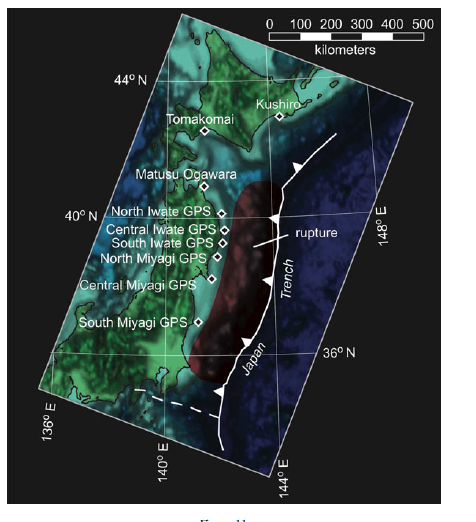 0 100 200 300 400 500
kilometers
44° N
Kushiro
Tomakomai
Matusu Ogawara
North Iwate GPS
40° N
148° E
Central Iwate GPS
rupture
South Iwate GPS
North Miyagi GPS
Central Miyagi GPS
Trench
South Miyagi GPS
Japan
36° N
136° E
140° E
144° E